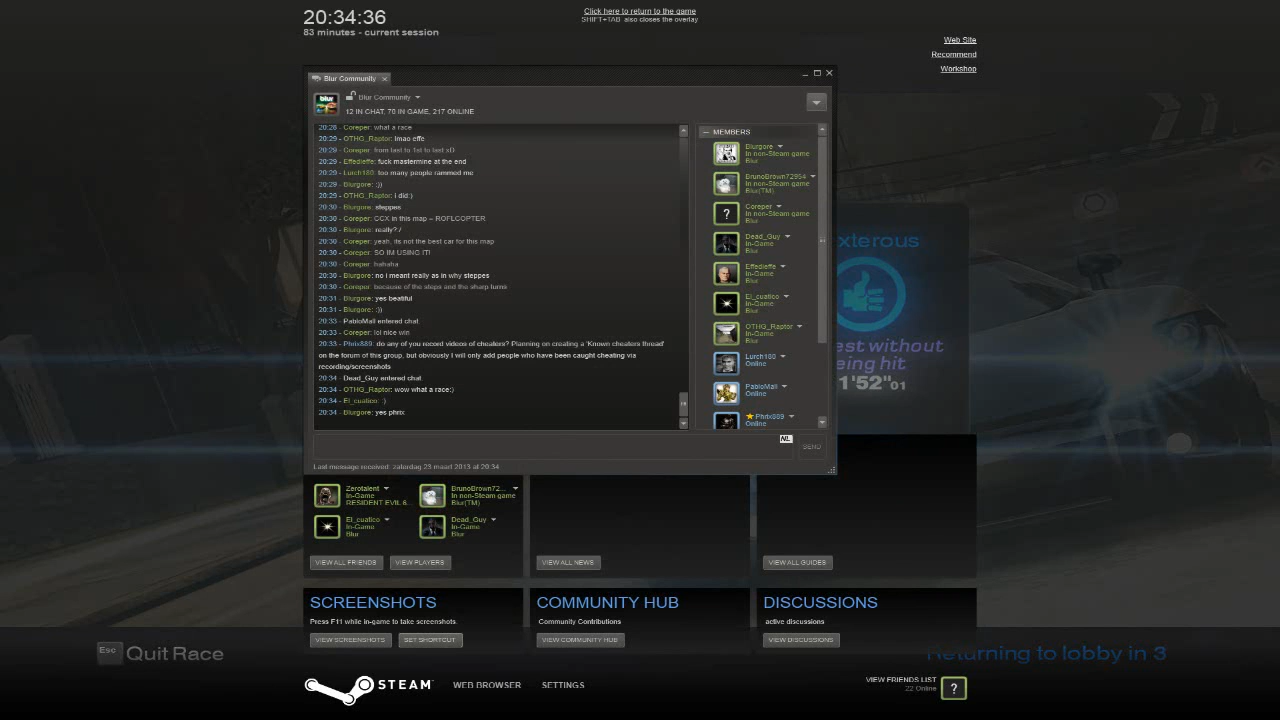 20:34:36
83 minutes - current session
Click here to return to the game
SHIFT+TAB also closes the overlay
Web Site
Recommend
Workshop
Blur Community
Blur Community
12 IN CHAT, 70 IN GAME, 217 ONLINE
20:28 - Coreper: what a race
20:29 - OTHG_Raptor: lmao effe
20:29 - Coreper: from last to 1st to last xD
20:29 - Effedieffe: fuck mastermine at the end
20:29 - Lurch180: too many people rammed me
20:29 - Blurgore: :))
20:29 - OTHG_Raptor: i did:)
20:30 - Blurgore: steppes
20:30 - Coreper: CCX in this map = ROFLCOPTER
20:30 - Blurgore: really?./
20:30 - Coreper: yeah, its not the best car for this map
20:30 - Coreper: SO IM USING IT!
20:30 - Coreper: hahaha
20:30 - Blurgore: no i meant really as in why steppes
20:30 - Coreper: because of the steps and the sharp turns
20:31 - Blurgore: yes beatiful
20:31 - Blurgore: :))
20:33 - PabloMall entered chat.
20:33 - Coreper: lol nice win
20:33 - Phrix889: do any of you record videos of cheaters? Planning on creating a 'Known cheaters thread'
on the forum of this group, but obviously I will only add people who have been caught cheating via
recording/screenshots
20:34 - Dead_Guy entered chat.
20:34 - OTHG_Raptor: wow what a race:)
20:34 - El_cuatico: :)
20:34 - Blurgore: yes phrix
MEMBERS
Blurgore
In non-Steam game
Blur
BrunoBrown72954
In non-Steam game
Blur(TM)
Coreper
In non-Steam game
Blur
Dead_Guy
In-Game
Blur
Effedieffe
In-Game
Blur
El_cuatico
In-Game
Blur
OTHG_Raptor
In-Game
Blur
Lurch180
Online
PabloMall
Online
Phrix889
Online
NL
SEND
Last message received: zaterdag 23 maart 2013 at 20:34
xterous
est without
eing hit
1'52"01
Zerotalent
In-Game
RESIDENT EVIL 6...
BrunoBrown72...
In non-Steam game
Blur(TM)
El_cuatico
In-Game
Blur
Dead_Guy
In-Game
Blur
VIEW ALL FRIENDS
VIEW PLAYERS
VIEW ALL NEWS
VIEW ALL GUIDES
SCREENSHOTS
Press F11 while in-game to take screenshots.
VIEW SCREENSHOTS
SET SHORTCUT
COMMUNITY HUB
Community Contributions
VIEW COMMUNITY HUB
DISCUSSIONS
active discussions
VIEW DISCUSSIONS
Esc Quit Race
Returning to lobby in 3
STEAM
WEB BROWSER
SETTINGS
VIEW FRIENDS LIST
22 Online